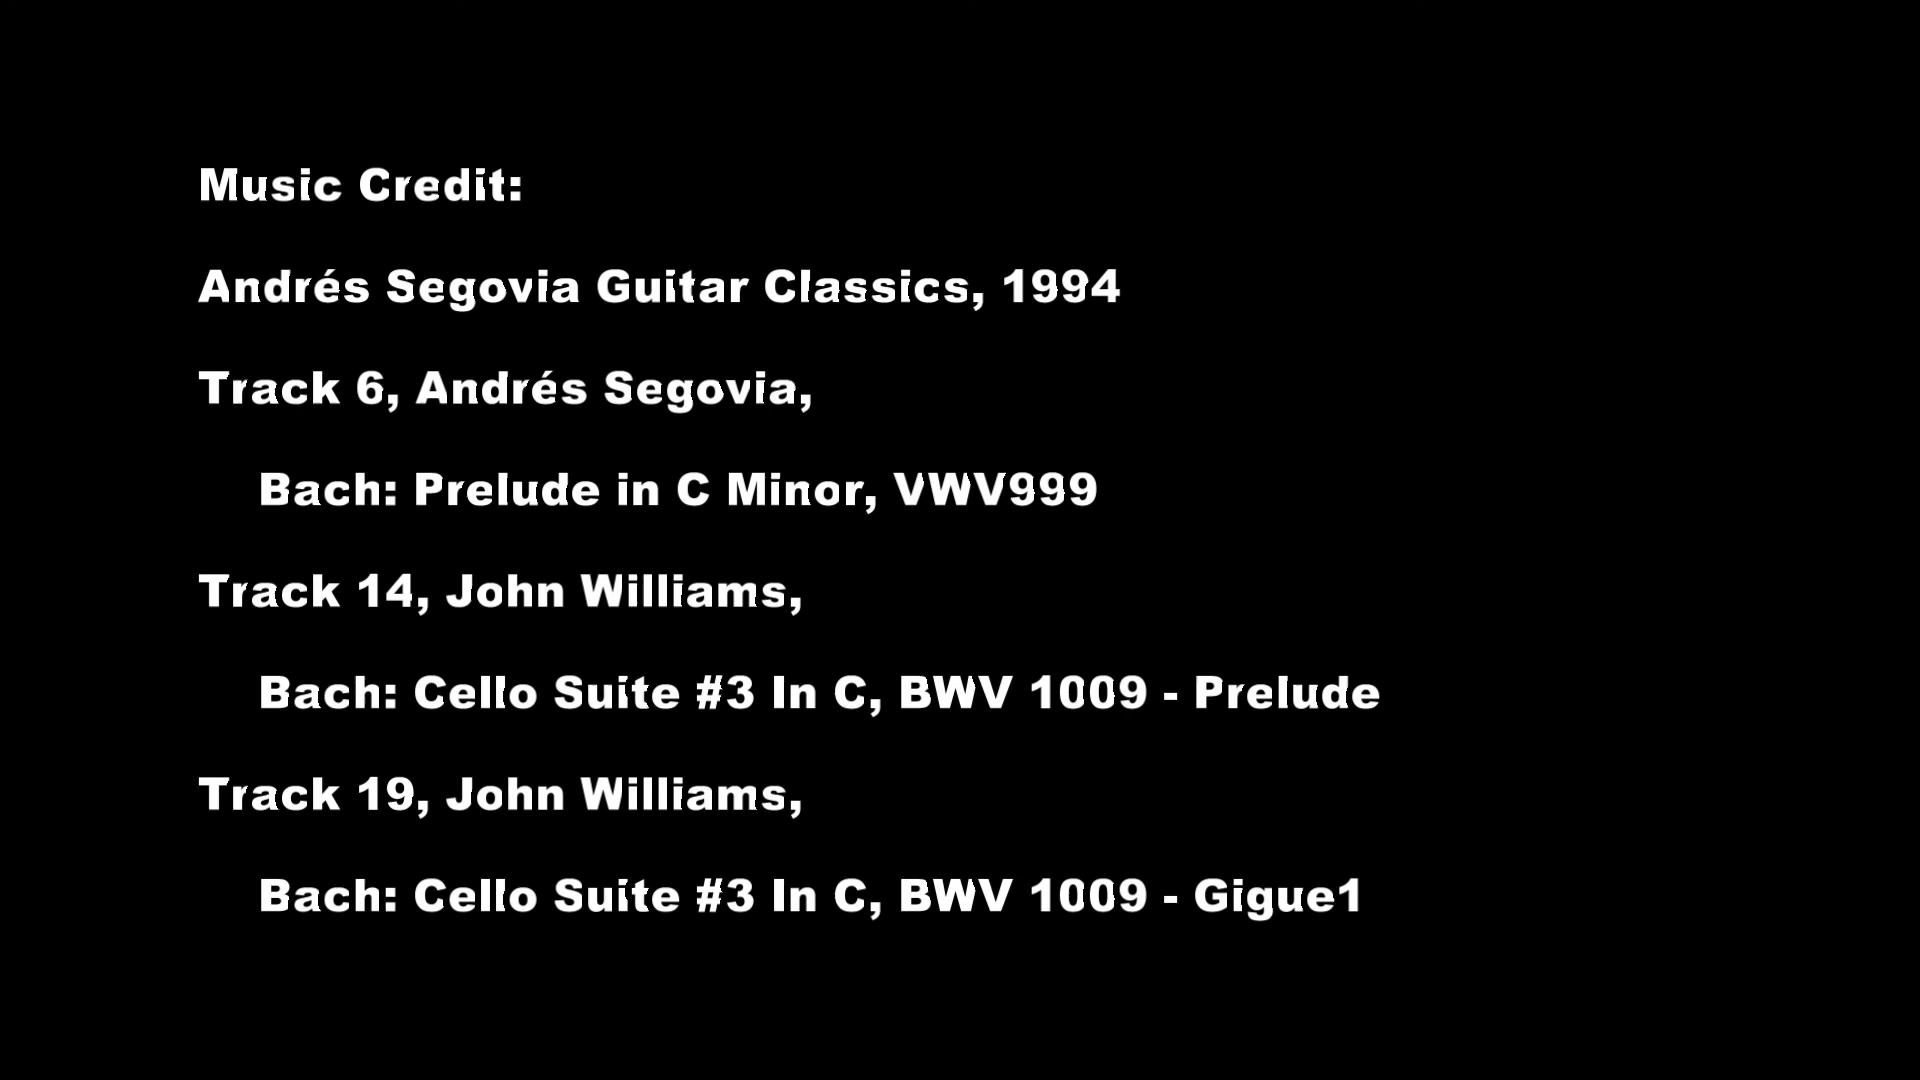 Music Credit:
Andrés Segovia Guitar Classics, 1994
Track 6, Andrés Segovia,
Bach: Prelude in C Minor, VWV999
Track 14, John Williams,
Bach: Cello Suite #3 In C, BWV 1009 - Prelude
Track 19, John Williams,
Bach: Cello Suite #3 In C, BWV 1009 - Gigue1